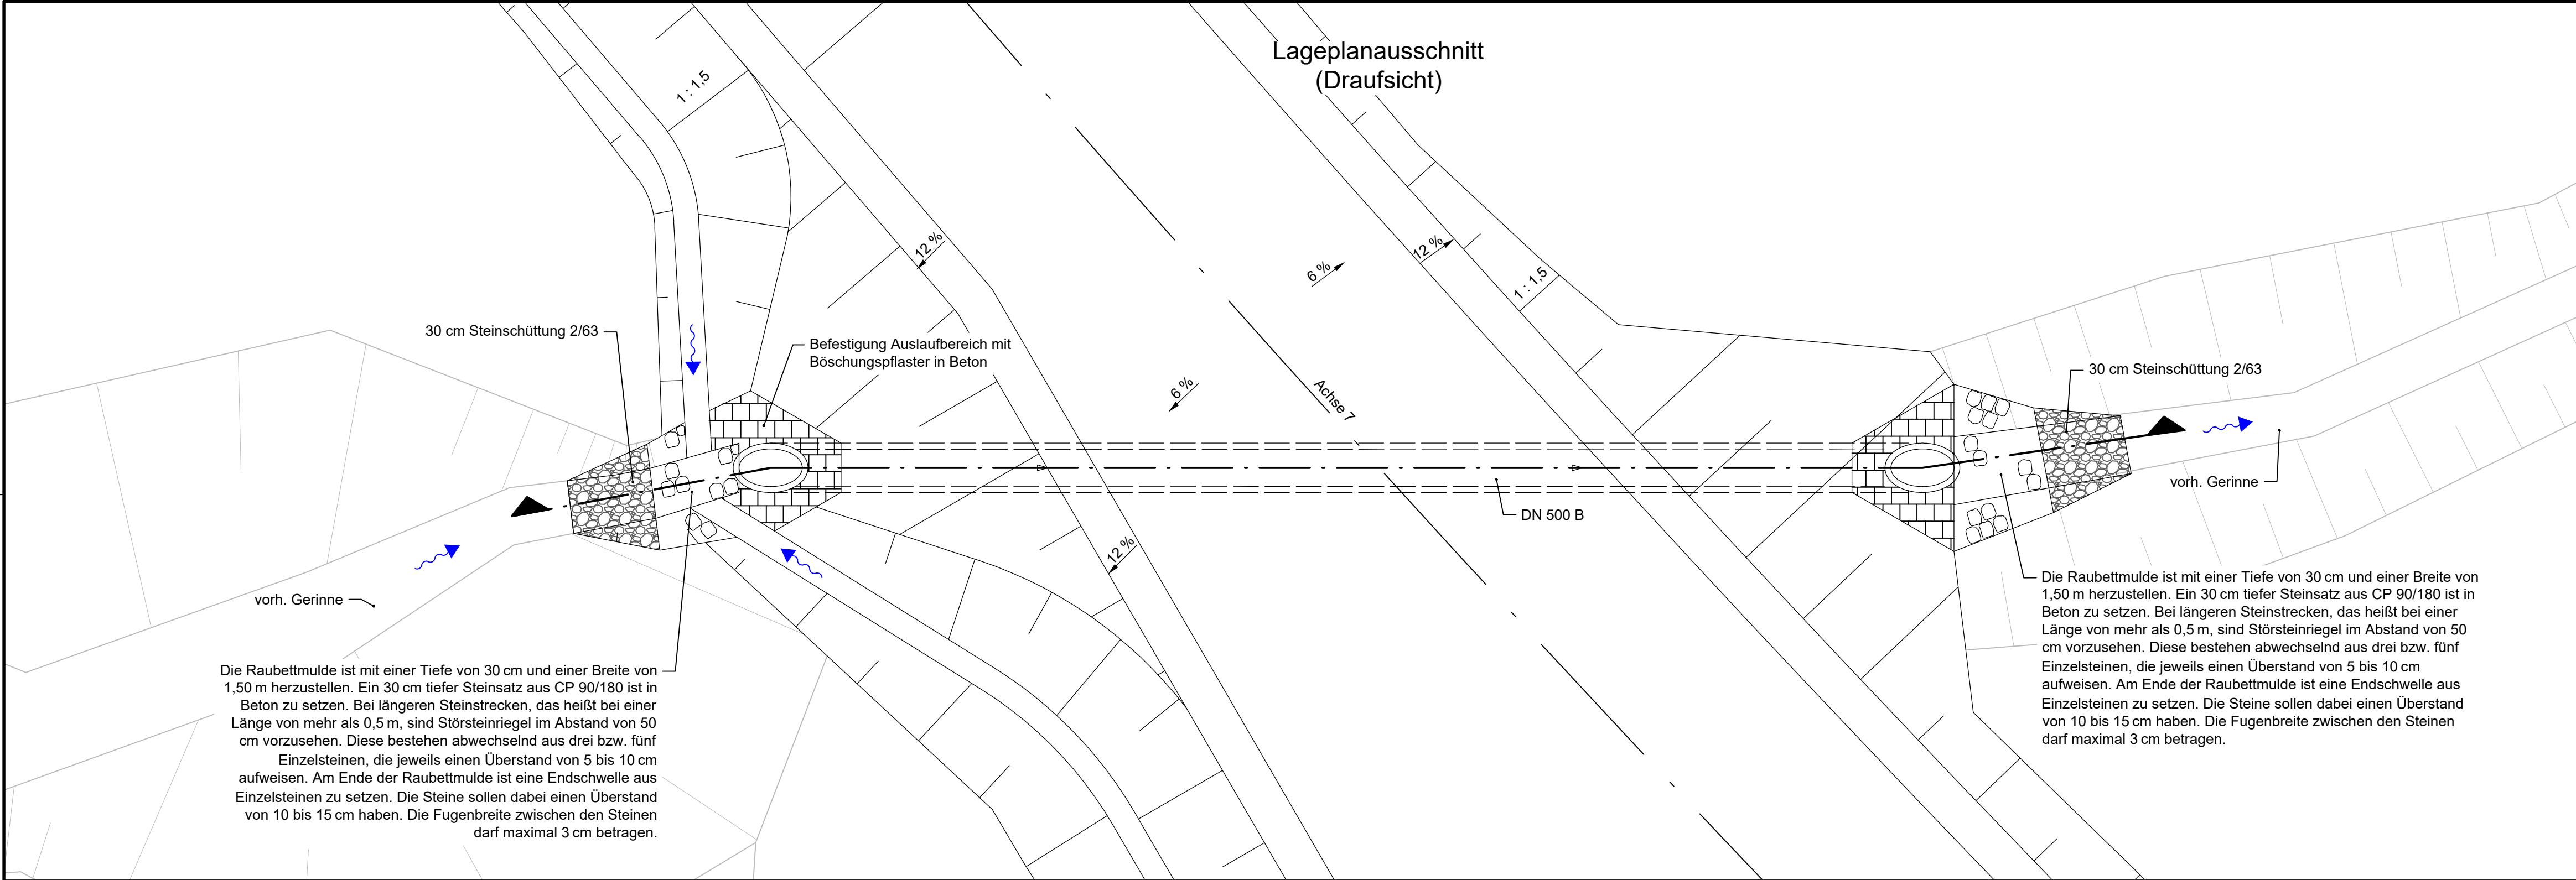 Lageplanausschnitt
(Draufsicht)
1 : 1,5
12 %
6 %
12 %
1 : 1,5
30 cm Steinschüttung 2/63
Befestigung Auslaufbereich mit
Böschungspflaster in Beton
6 %
Achse 7
30 cm Steinschüttung 2/63
vorh. Gerinne
DN 500 B
12 %
vorh. Gerinne
Die Raubettmulde ist mit einer Tiefe von 30 cm und einer Breite von
1,50 m herzustellen. Ein 30 cm tiefer Steinsatz aus CP 90/180 ist in
Beton zu setzen. Bei längeren Steinstrecken, das heißt bei einer
Länge von mehr als 0,5 m, sind Störsteinriegel im Abstand von 50
cm vorzusehen. Diese bestehen abwechselnd aus drei bzw. fünf
Einzelsteinen, die jeweils einen Überstand von 5 bis 10 cm
aufweisen. Am Ende der Raubettmulde ist eine Endschwelle aus
Einzelsteinen zu setzen. Die Steine sollen dabei einen Überstand
von 10 bis 15 cm haben. Die Fugenbreite zwischen den Steinen
darf maximal 3 cm betragen.
Die Raubettmulde ist mit einer Tiefe von 30 cm und einer Breite von
1,50 m herzustellen. Ein 30 cm tiefer Steinsatz aus CP 90/180 ist in
Beton zu setzen. Bei längeren Steinstrecken, das heißt bei einer
Länge von mehr als 0,5 m, sind Störsteinriegel im Abstand von 50
cm vorzusehen. Diese bestehen abwechselnd aus drei bzw. fünf
Einzelsteinen, die jeweils einen Überstand von 5 bis 10 cm
aufweisen. Am Ende der Raubettmulde ist eine Endschwelle aus
Einzelsteinen zu setzen. Die Steine sollen dabei einen Überstand
von 10 bis 15 cm haben. Die Fugenbreite zwischen den Steinen
darf maximal 3 cm betragen.